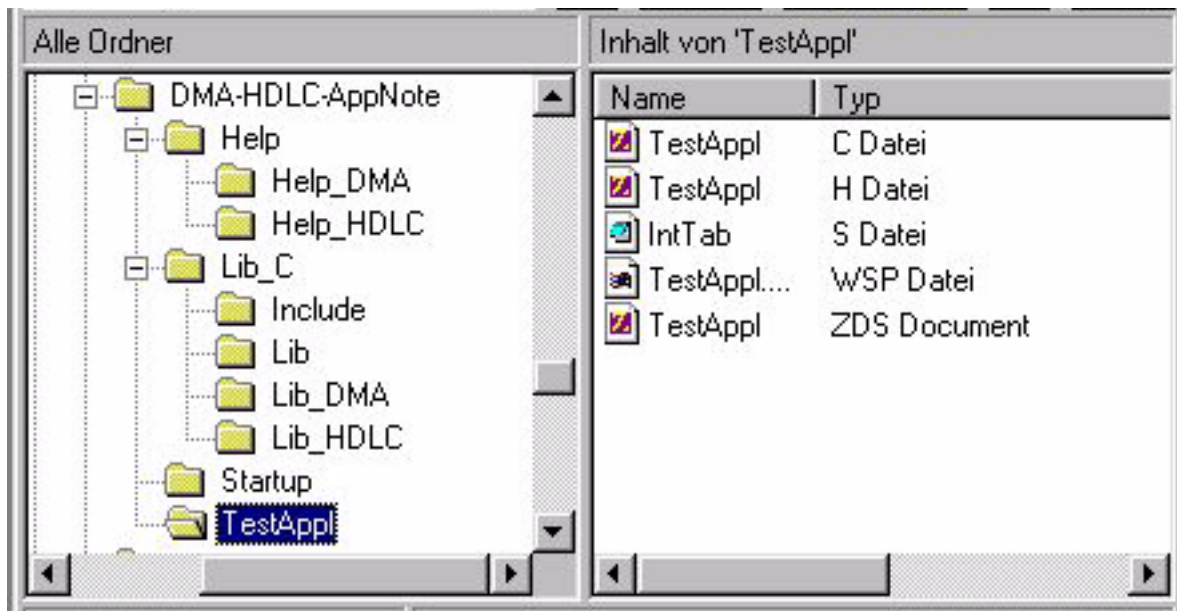 Alle Ordner
DMA-HDLC-AppNote
Help
Help_DMA
Help_HDLC
Lib_C
Include
Lib
Lib_DMA
Lib_HDLC
Startup
TestAppl
Inhalt von 'TestAppl'
Name Typ
TestAppl C Datei
TestAppl H Datei
IntTab S Datei
TestAppl.... WSP Datei
TestAppl ZDS Document